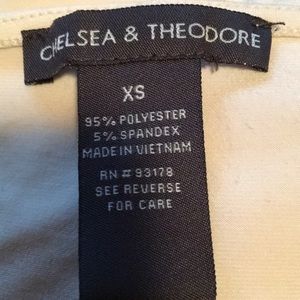 CHELSEA & THEODORE
XS
95% POLYESTER
5% SPANDEX
MADE IN VIETNAM
RN # 93178
SEE REVERSE
FOR CARE